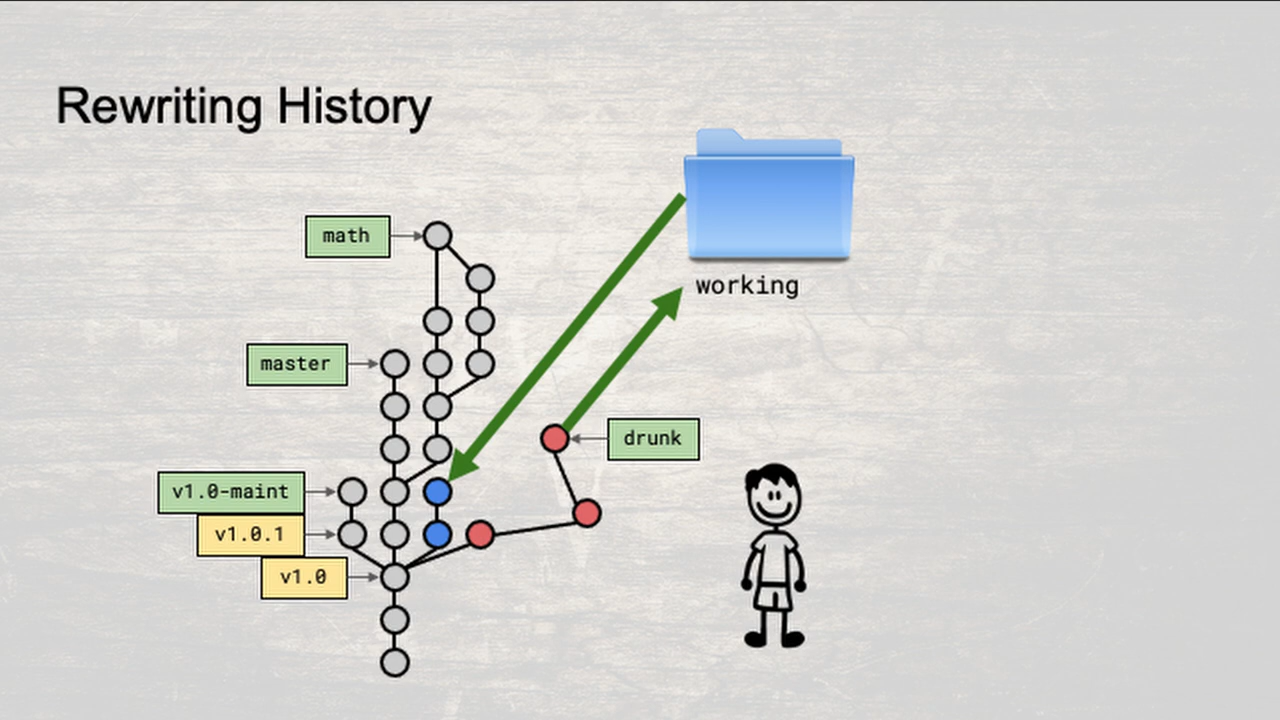 Rewriting History
math
working
master
drunk
v1.0-maint
v1.0.1
v1.0